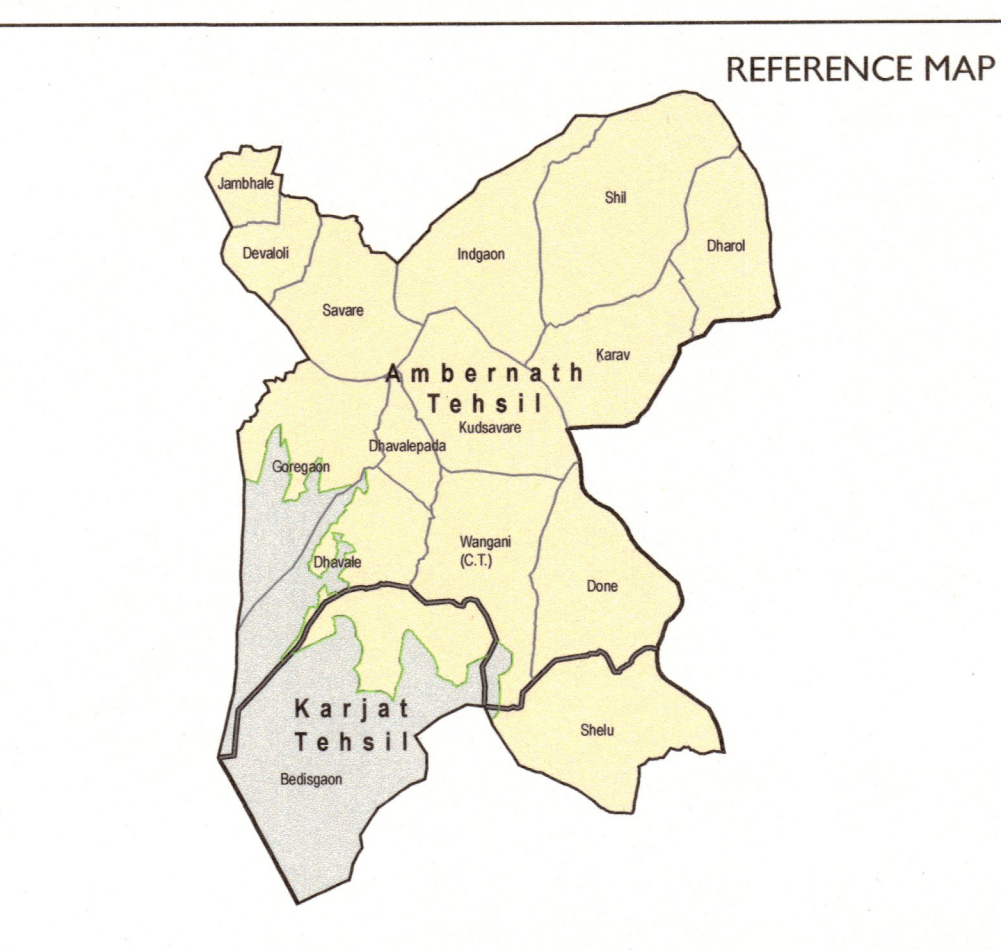 REFERENCE MAP
Jambhale
Shil
Dharol
Devaloli
Indgaon
Savare
Karav
Ambernath
Tehsil
Kudsavare
Dhavalepada
Goregaon
Wangani
(C.T.)
Dhavale
Done
Karjat
Tehsil
Shelu
Bedisgaon